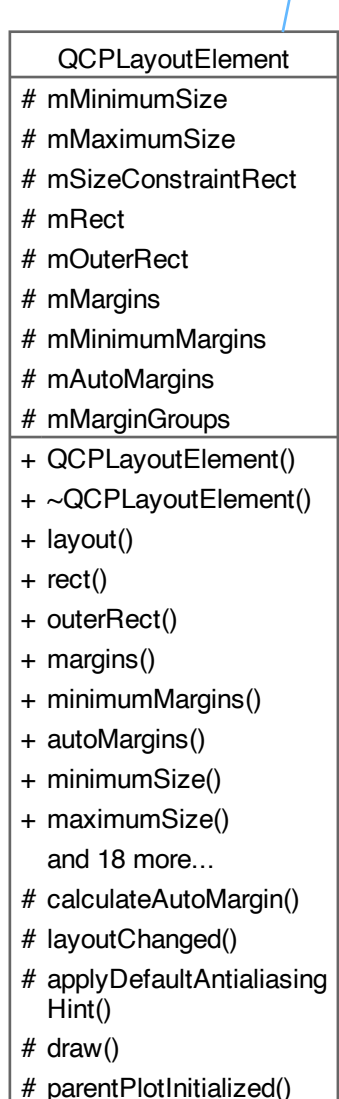 QCPLayoutElement
# mMinimumSize
# mMaximumSize
# mSizeConstraintRect
# mRect
# mOuterRect
# mMargins
# mMinimumMargins
# mAutoMargins
# mMarginGroups
+ QCPLayoutElement()
+ ~QCPLayoutElement()
+ layout()
+ rect()
+ outerRect()
+ margins()
+ minimumMargins()
+ autoMargins()
+ minimumSize()
+ maximumSize()
and 18 more...
# calculateAutoMargin()
# layoutChanged()
# applyDefaultAntialiasing
Hint()
# draw()
# parentPlotInitialized()